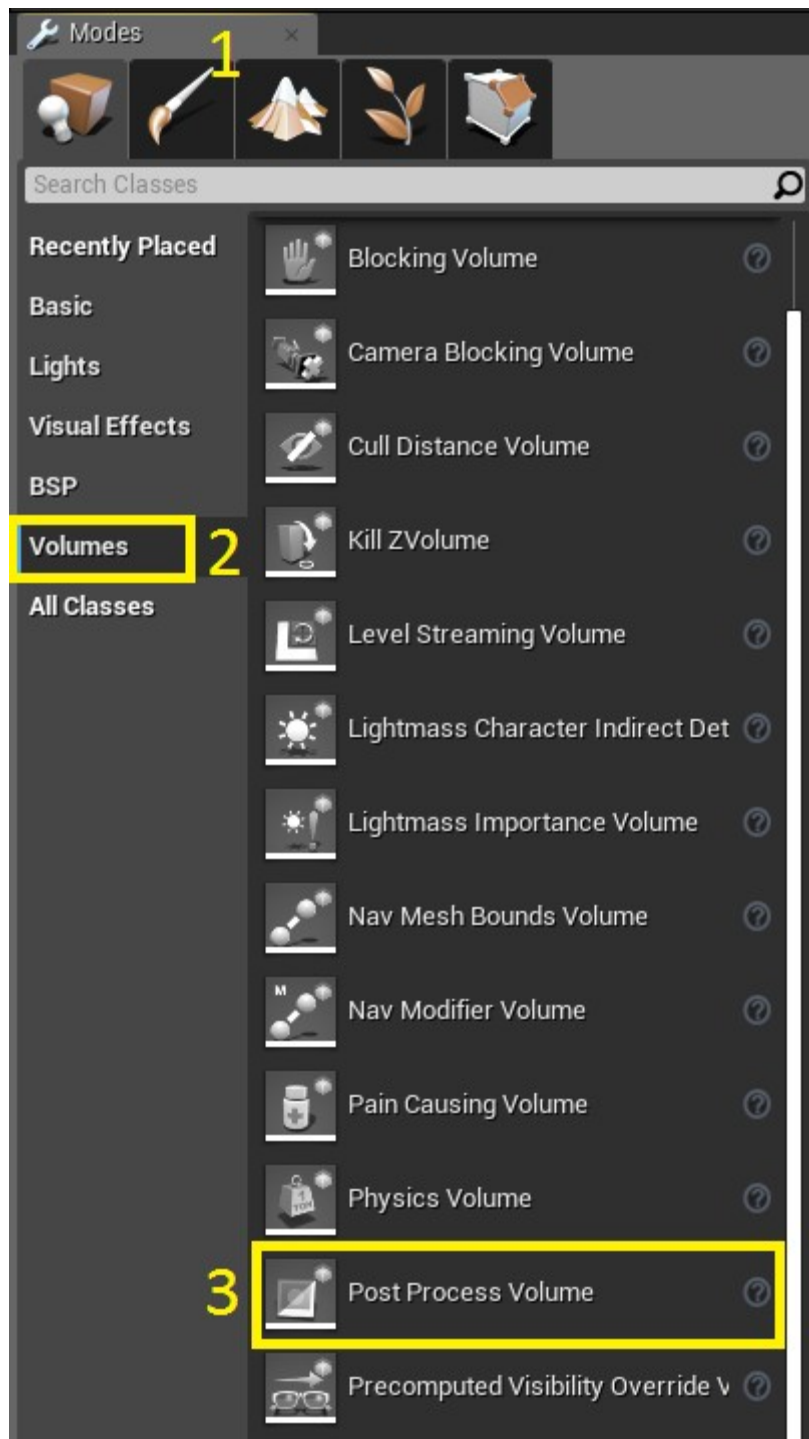 Modes
1
Search Classes
Recently Placed
Basic
Lights
Visual Effects
BSP
Volumes
2
All Classes
Blocking Volume
Camera Blocking Volume
Cull Distance Volume
Kill ZVolume
Level Streaming Volume
Lightmass Character Indirect Det
Lightmass Importance Volume
Nav Mesh Bounds Volume
M
Nav Modifier Volume
Pain Causing Volume
1
TON
Physics Volume
3
Post Process Volume
Precomputed Visibility Override V